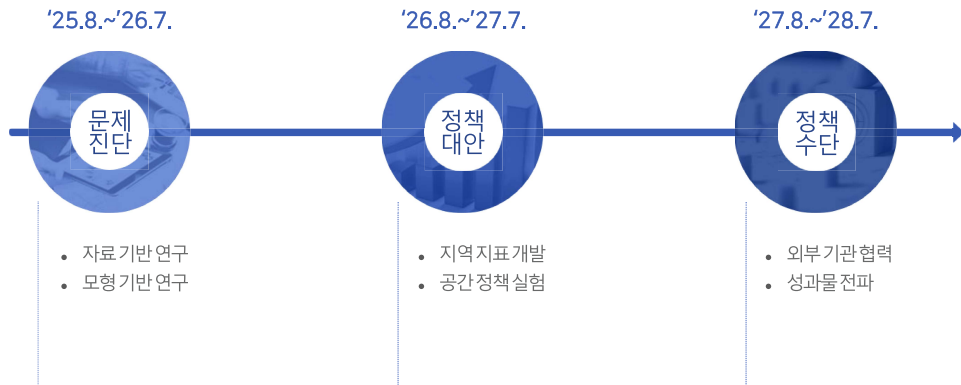 ‘25.8.~’26.7.
‘26.8.~’27.7.
‘27.8.~’28.7.
문제
진단
정책
대안
정책
수단
• 자료 기반 연구
• 모형 기반 연구
• 지역 지표 개발
• 공간 정책 실험
• 외부 기관 협력
• 성과물 전파